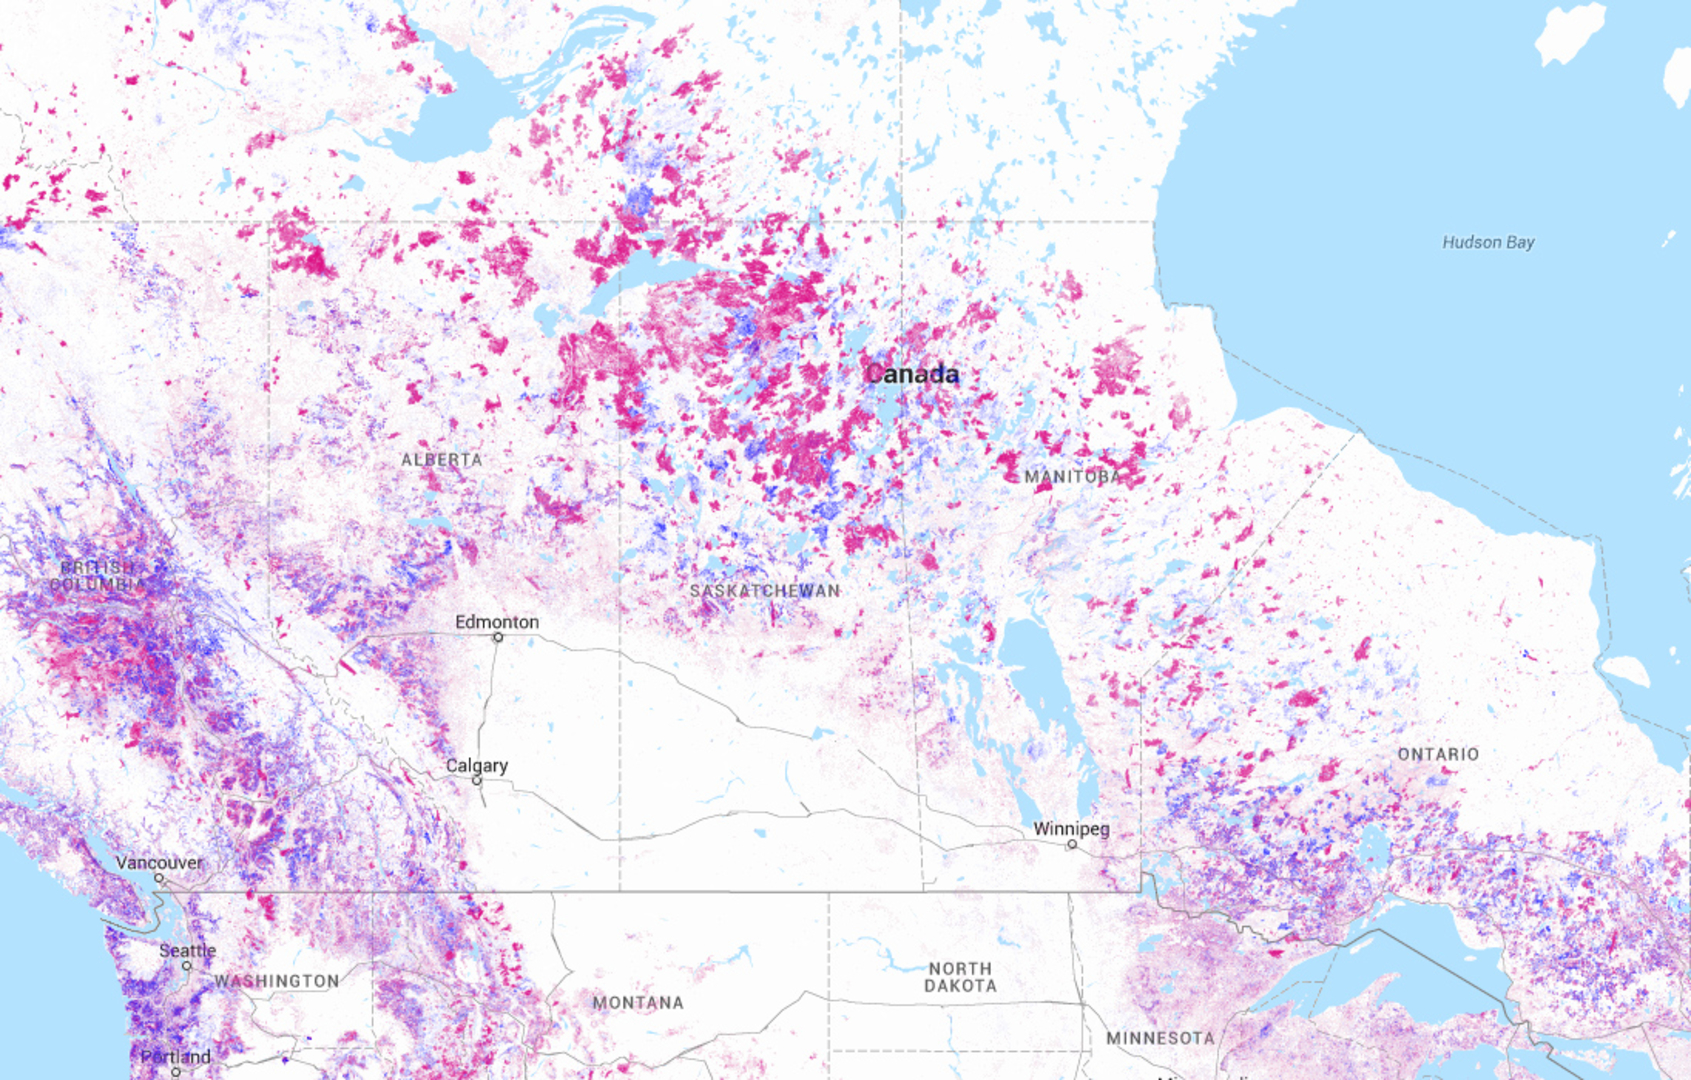 Hudson Bay
Canada
ALBERTA
MANITOBA
BRITISH
COLUMBIA
SASKATCHEWAN
Edmonton
ONTARIO
Calgary
Winnipeg
Vancouver
Seattle
WASHINGTON
NORTH
DAKOTA
MONTANA
MINNESOTA
Portland